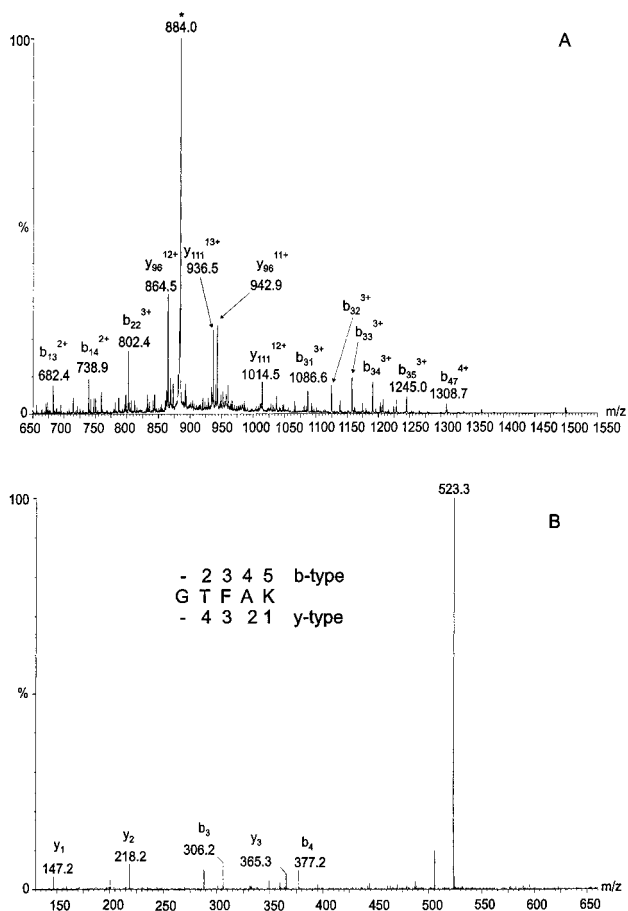 A
*
884.0
100
%
0
y96 12+
864.5
y111 13+
936.5
y96 11+
942.9
b13 2+
682.4
b14 2+
738.9
b22 3+
802.4
y111 12+
1014.5
b31 3+
1086.6
b32 3+
b33 3+
b34 3+
b35 3+
1245.0
b47 4+
1308.7
650 700 750 800 850 900 950 1000 1050 1100 1150 1200 1250 1300 1350 1400 1450 1500 1550
m/z
B
523.3
100
%
0
- 2 3 4 5 b-type
G T F A K
- 4 3 2 1 y-type
y1
147.2
y2
218.2
b3
306.2
y3
365.3
b4
377.2
150 200 250 300 350 400 450 500 550 600 650
m/z